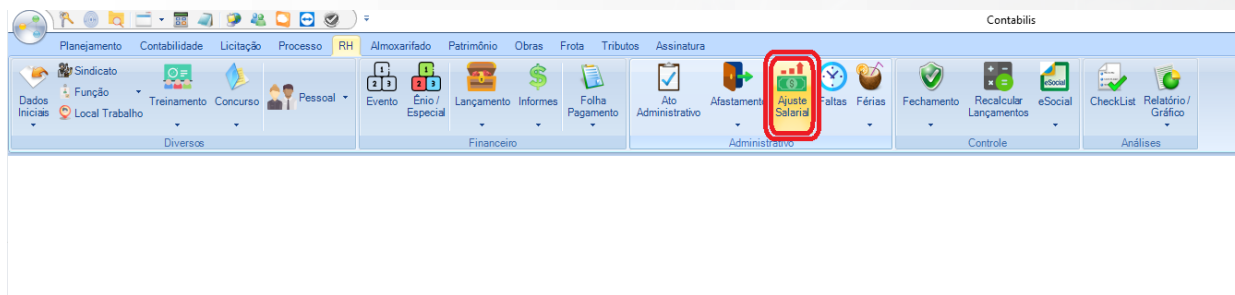 Contabilis
Planejamento Contabilidade Licitação Processo RH Almoxarifado Patrimônio Obras Frota Tributos Assinatura
Dados Iniciais
Sindicato
Função
Local Trabalho
Treinamento
Concurso
Pessoal
Diversos
Evento
Ênio / Especial
Lançamento
Informes
Folha Pagamento
Financeiro
Ato Administrativo
Afastamento
Ajuste Salarial
Faltas
Férias
Administrativo
Fechamento
Recalcular Lançamentos
eSocial
eSocial
Controle
CheckList
Relatório / Gráfico
Análises